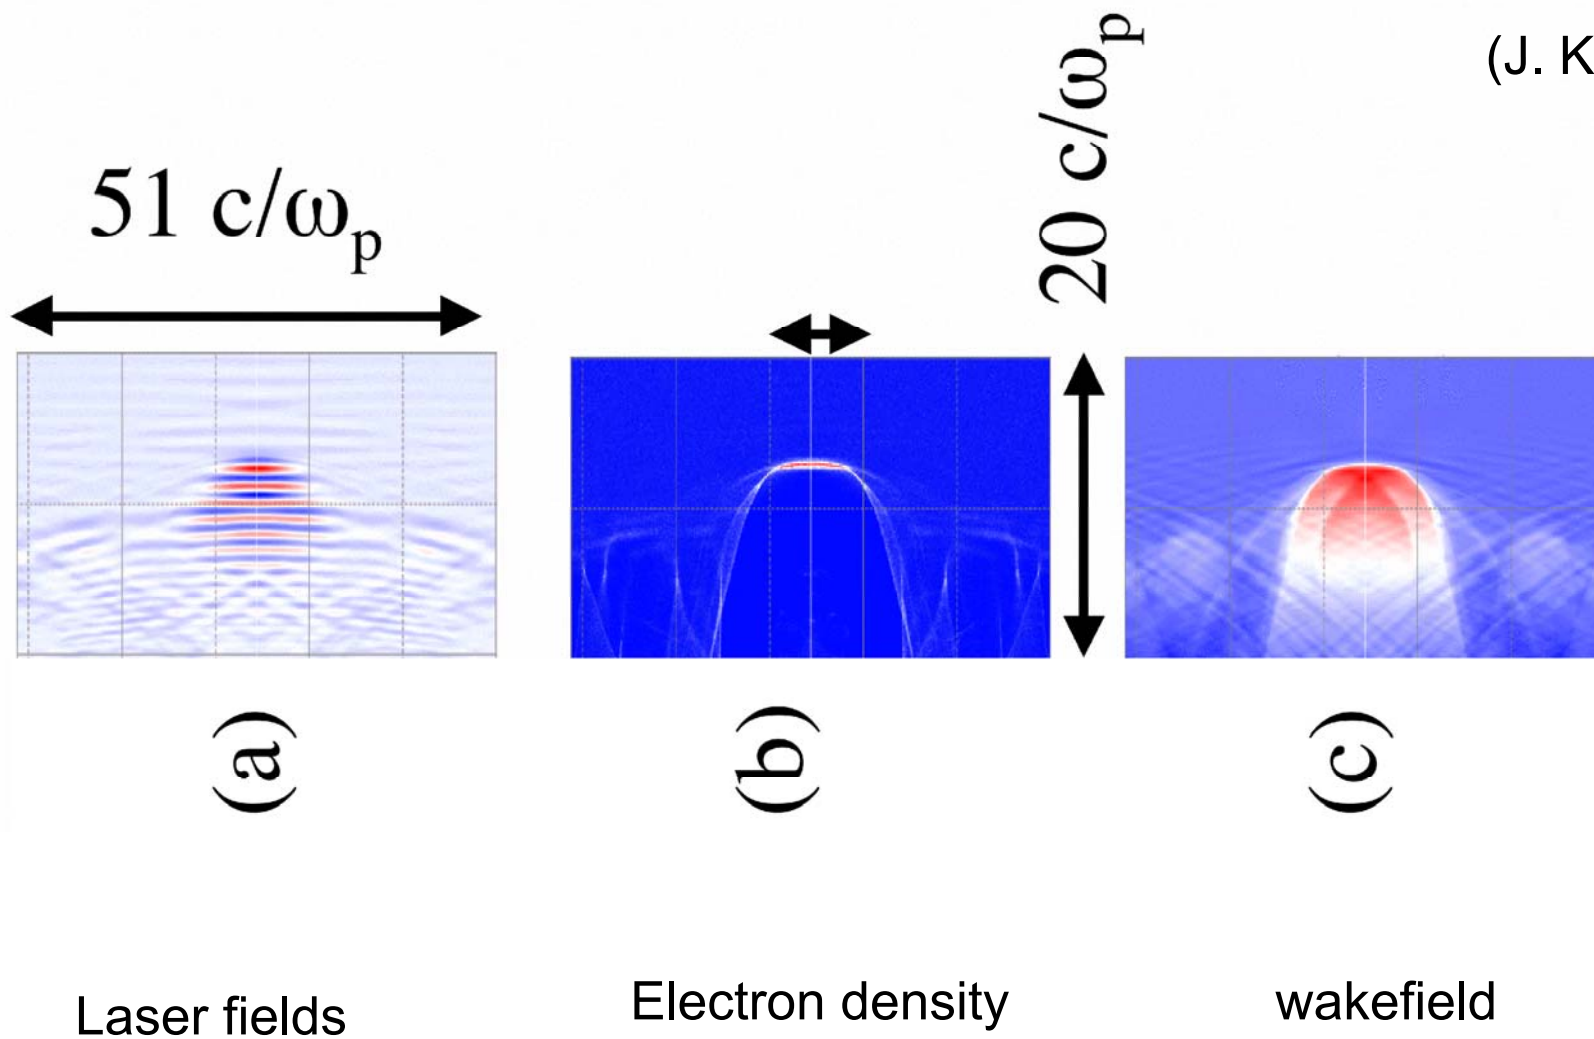 (J. K
51 c/ωp
20 c/ωp
(a)
(b)
(c)
Laser fields
Electron density
wakefield